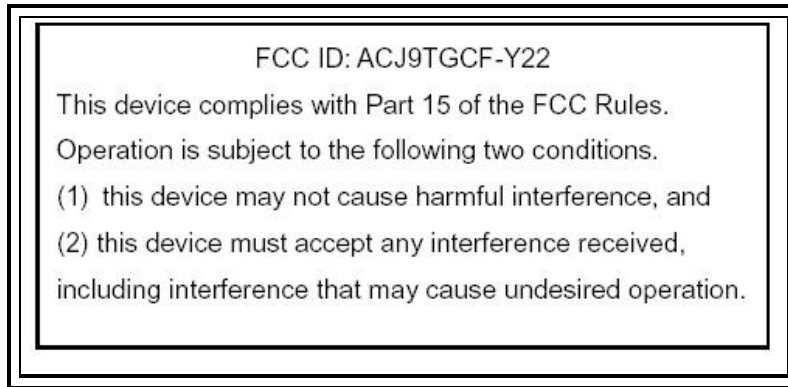 FCC ID: ACJ9TGCF-Y22
This device complies with Part 15 of the FCC Rules.
Operation is subject to the following two conditions.
(1) this device may not cause harmful interference, and
(2) this device must accept any interference received,
including interference that may cause undesired operation.